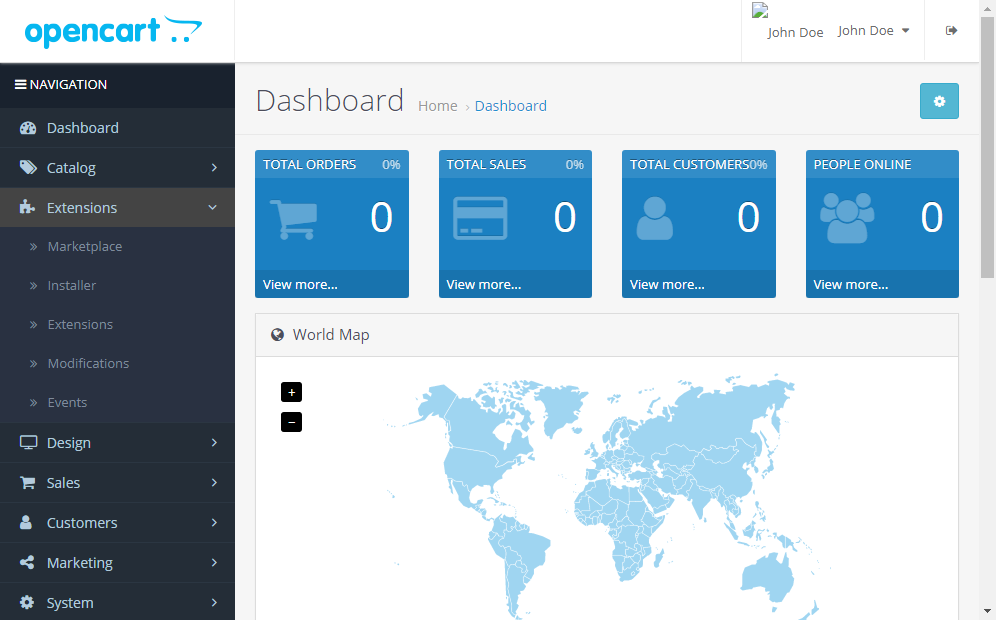 opencart
John Doe
John Doe
NAVIGATION
Dashboard
Catalog
Extensions
Marketplace
Installer
Extensions
Modifications
Events
Design
Sales
Customers
Marketing
System
Dashboard
Home › Dashboard
TOTAL ORDERS 0%
0
View more...
TOTAL SALES 0%
0
View more...
TOTAL CUSTOMERS 0%
0
View more...
PEOPLE ONLINE
0
View more...
World Map
+
−